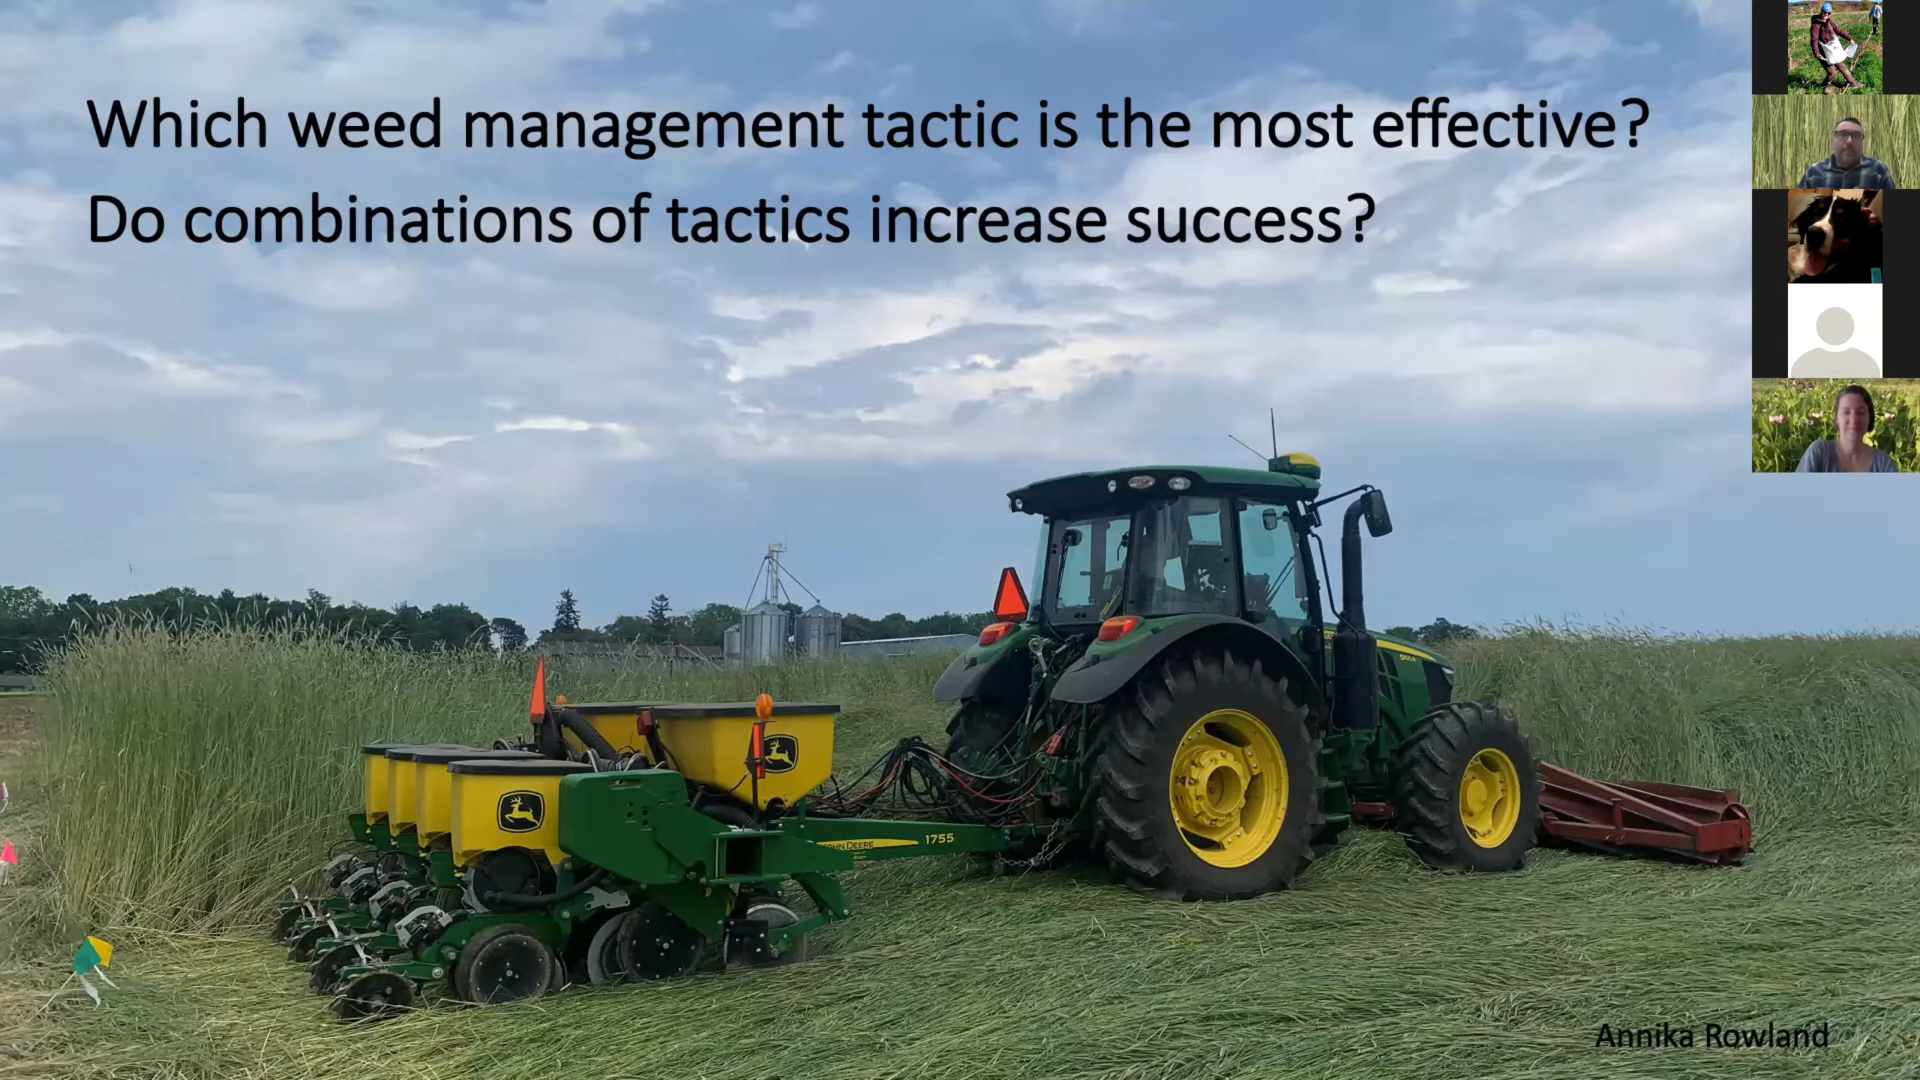 Which weed management tactic is the most effective?
Do combinations of tactics increase success?
1755
Annika Rowland